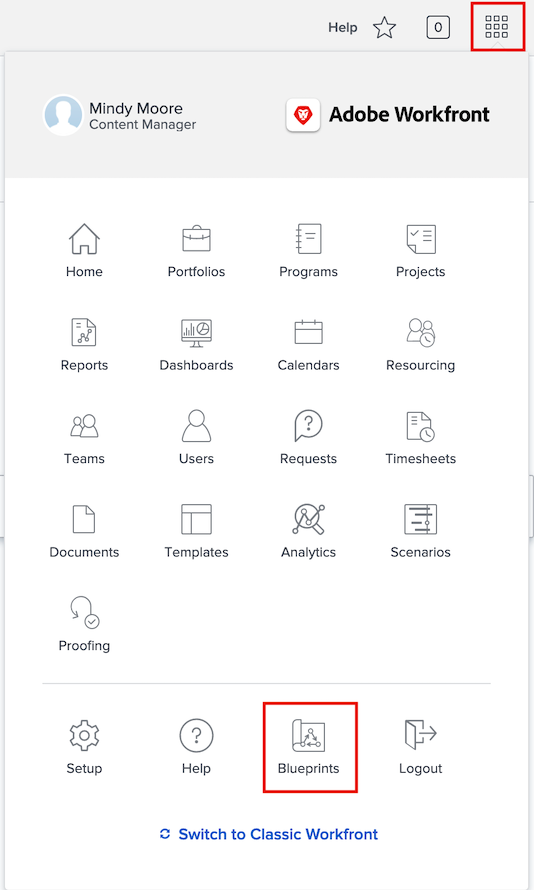 Help 0
Mindy Moore
Content Manager
Adobe Workfront
Home Portfolios Programs Projects
Reports Dashboards Calendars Resourcing
Teams Users Requests Timesheets
Documents Templates Analytics Scenarios
Proofing
Setup Help Blueprints Logout
Switch to Classic Workfront